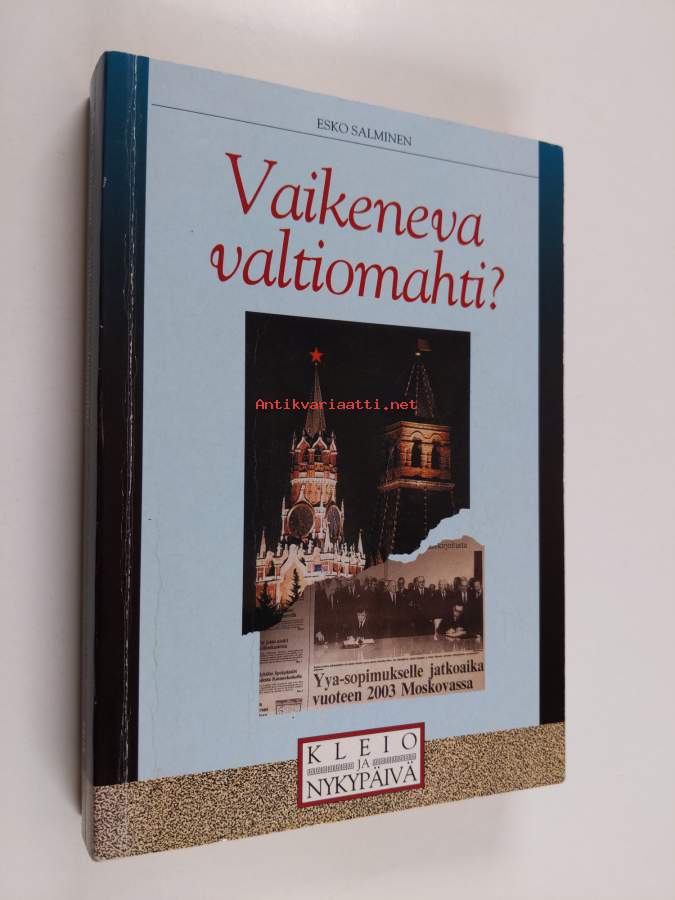 ESKO SALMINEN
Vaikeneva
valtiomahti?
Antikvariaatti.net
Yya-sopimukselle jatkoaika
vuoteen 2003 Moskovassa
KLEIO
JA
NYKYPÄIVÄ